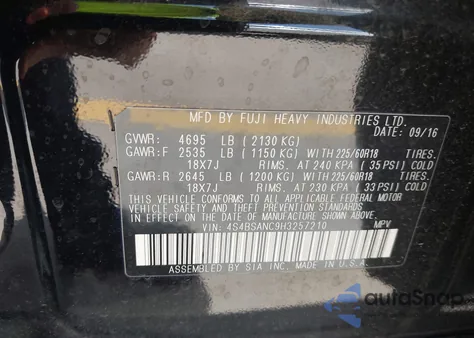 MFD BY FUJI HEAVY INDUSTRIES LTD.
DATE: 09/16
GVWR: 4695 LB ( 2130 KG)
GAWR:F 2535 LB ( 1150 KG) WITH 225/60R18 TIRES.
18X7J RIMS. AT 240 KPA ( 35 PSI) COLD.
GAWR:R 2645 LB ( 1200 KG) WITH 225/60R18 TIRES.
18X7J RIMS. AT 230 KPA ( 33 PSI) COLD.
THIS VEHICLE CONFORMS TO ALL APPLICABLE FEDERAL MOTOR
VEHICLE SAFETY AND BUMPER STANDARDS IN EFFECT ON THE
DATE OF MANUFACTURE SHOWN ABOVE.
VIN: 4S4BSANC9H3257210 MPV
ASSEMBLED BY SIA INC. MADE IN U.S.A.
autoSnap